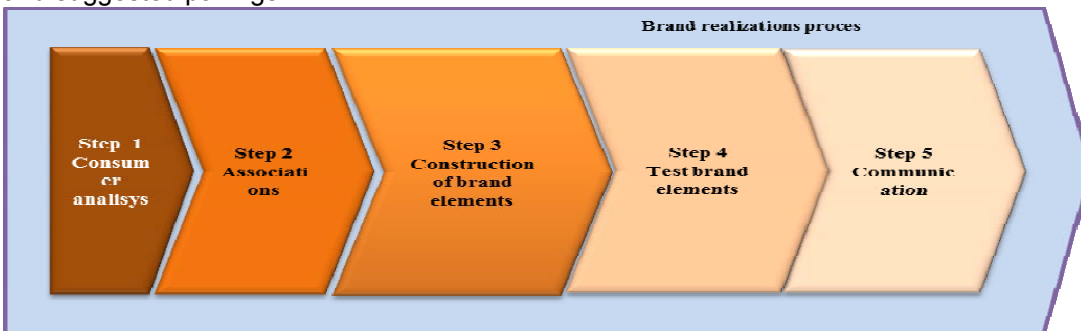 Brand realizations proces
Step 1
Consum
er
anallsys
Step 2
Associati
ons
Step 3
Construction
of brand
elements
Step 4
Test brand
elements
Step 5
Communic
ation